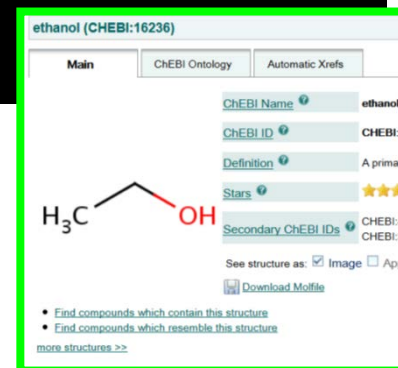 ethanol (CHEBI:16236)
Main ChEBI Ontology Automatic Xrefs
ChEBI Name ethanol
ChEBI ID CHEBI:
Definition A prima
Stars
Secondary ChEBI IDs CHEBI:
CHEBI:
H3C OH
See structure as: Image Ap
Download Molfile
Find compounds which contain this structure
Find compounds which resemble this structure
more structures >>